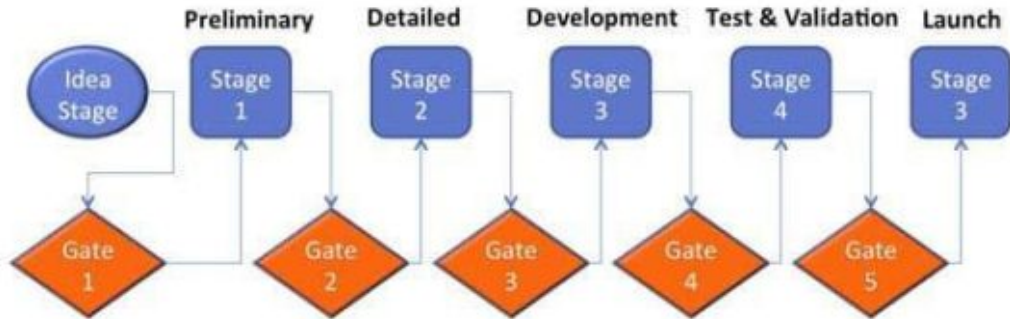 Preliminary Detailed Development Test & Validation Launch
Idea Stage Stage Stage Stage Stage
Stage 1 2 3 4 3
Gate Gate Gate Gate Gate
1 2 3 4 5